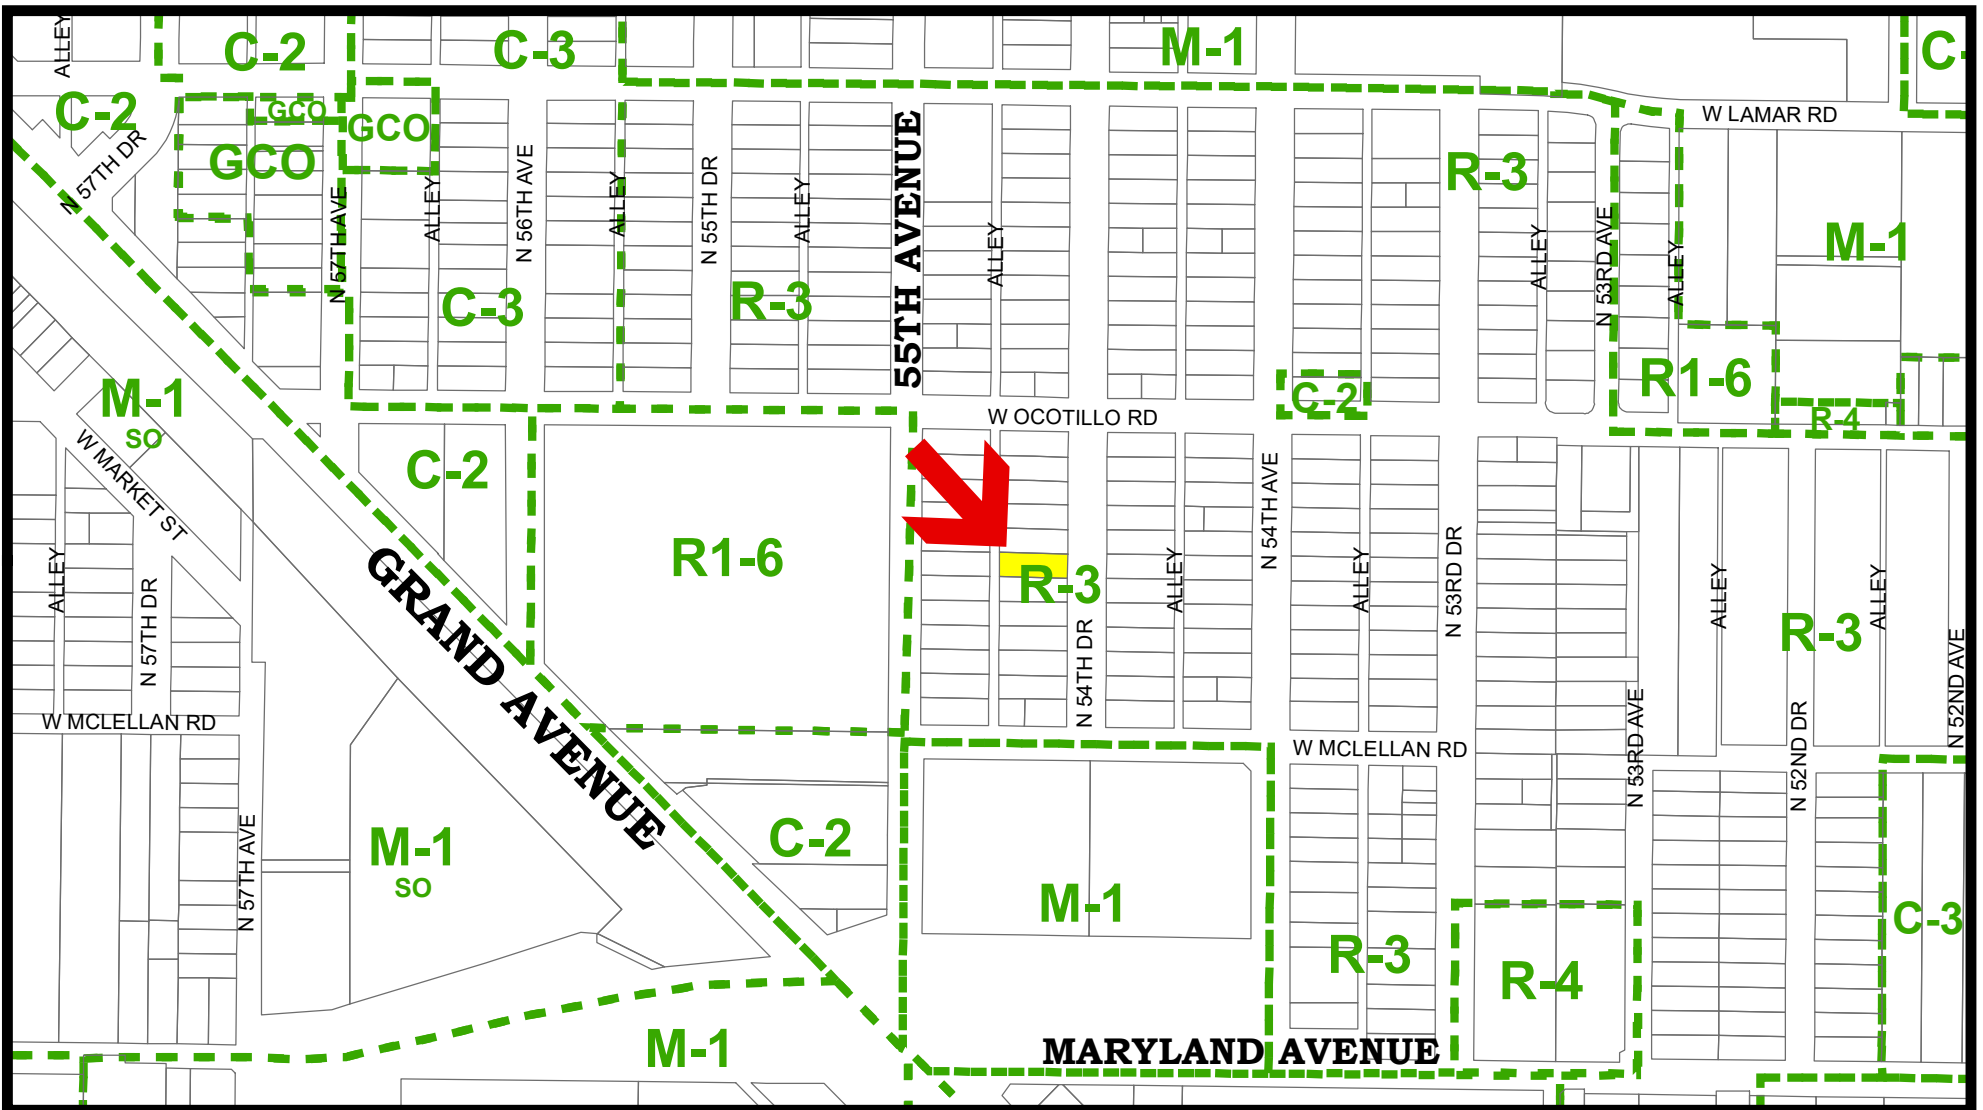 ALLEY
C-2
C-3
M-1
C-
C-2
GCO
GCO
GCO
W LAMAR RD
N 57TH DR
N 57TH AVE
ALLEY
N 56TH AVE
ALLEY
N 55TH DR
ALLEY
55TH AVENUE
ALLEY
R-3
ALLEY
N 53RD AVE
ALLEY
M-1
C-3
R-3
M-1
SO
W MARKET ST
C-2
W OCOTILLO RD
C-2
R1-6
R-4
R1-6
R-3
ALLEY
N 54TH AVE
ALLEY
N 53RD DR
ALLEY
R-3
ALLEY
N 52ND AVE
ALLEY
N 57TH DR
GRAND AVENUE
N 54TH DR
W MCLELLAN RD
W MCLELLAN RD
N 53RD AVE
N 52ND DR
N 57TH AVE
M-1
SO
C-2
M-1
R-3
R-4
C-3
M-1
MARYLAND AVENUE